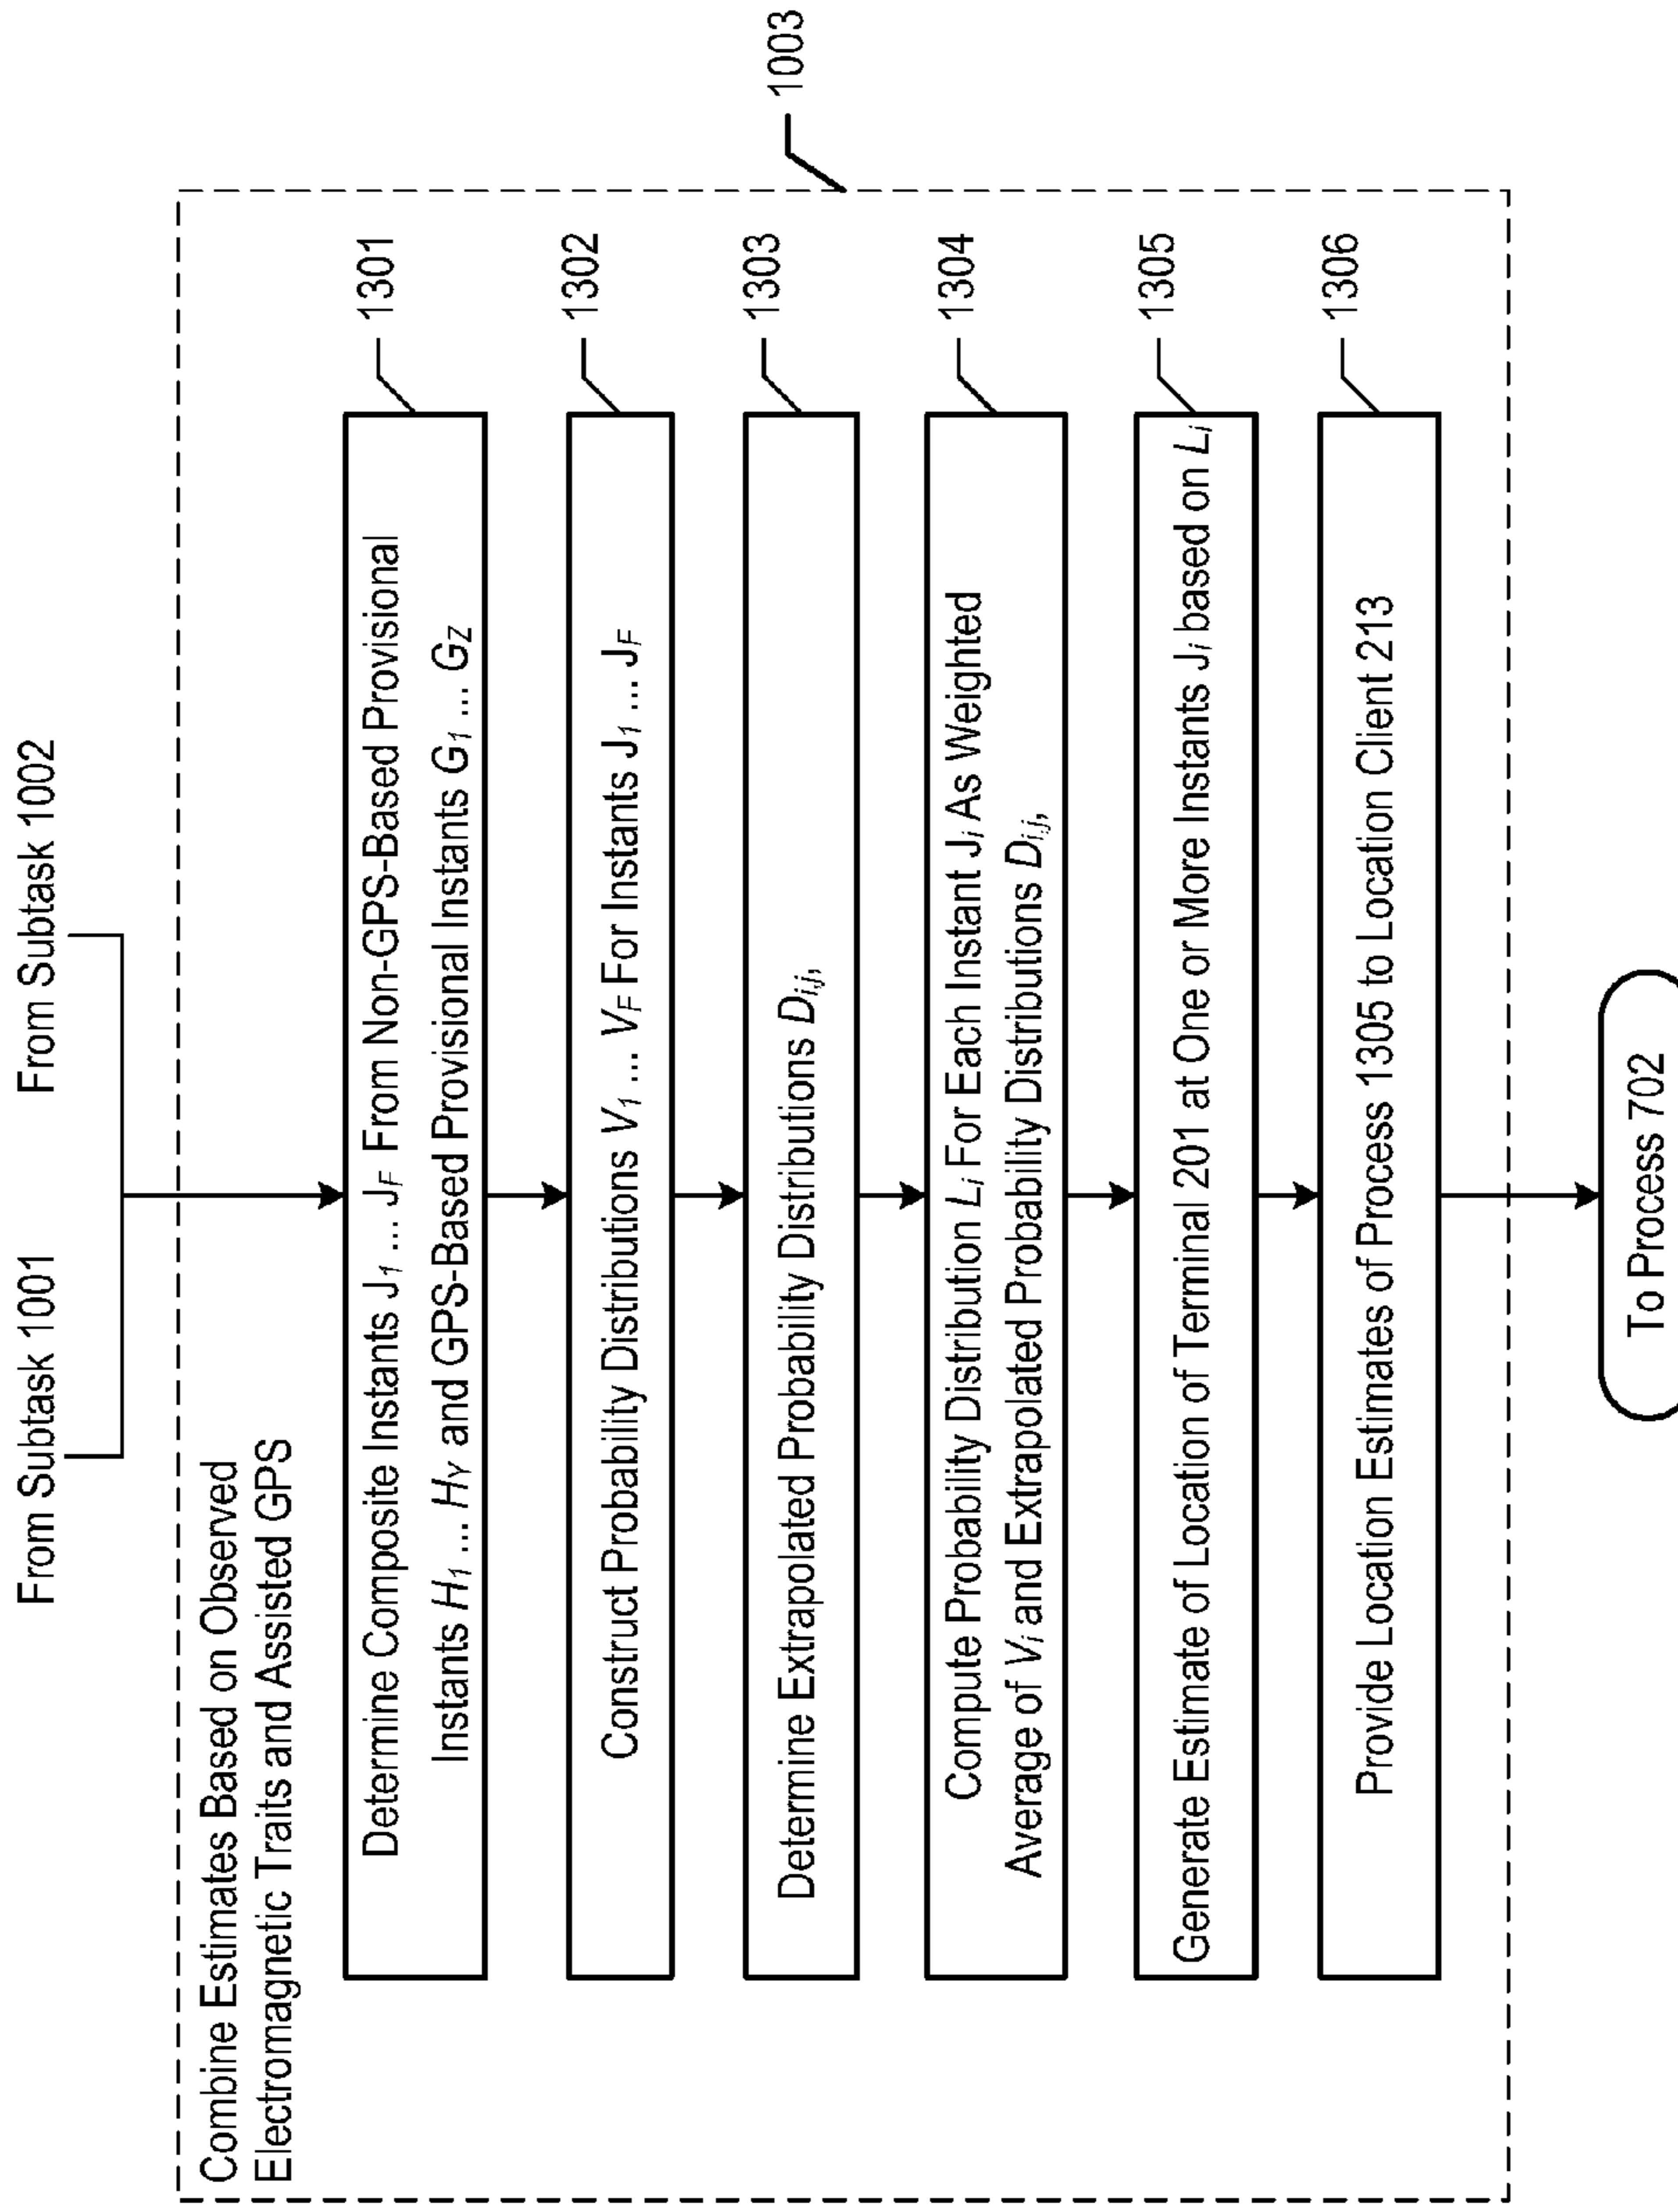 From Subtask 1001
From Subtask 1002
Combine Estimates Based on Observed
Electromagnetic Traits and Assisted GPS
1003
Determine Composite Instants J1 ... JF From Non-GPS-Based Provisional
Instants H1 ... HY and GPS-Based Provisional Instants G1 ... GZ
1301
Construct Probability Distributions V1 ... VF For Instants J1 ... JF
1302
Determine Extrapolated Probability Distributions Di,j,
1303
Compute Probability Distribution Li For Each Instant Ji As Weighted
Average of Vi and Extrapolated Probability Distributions Di,j,
1304
Generate Estimate of Location of Terminal 201 at One or More Instants Ji based on Li
1305
Provide Location Estimates of Process 1305 to Location Client 213
1306
To Process 702